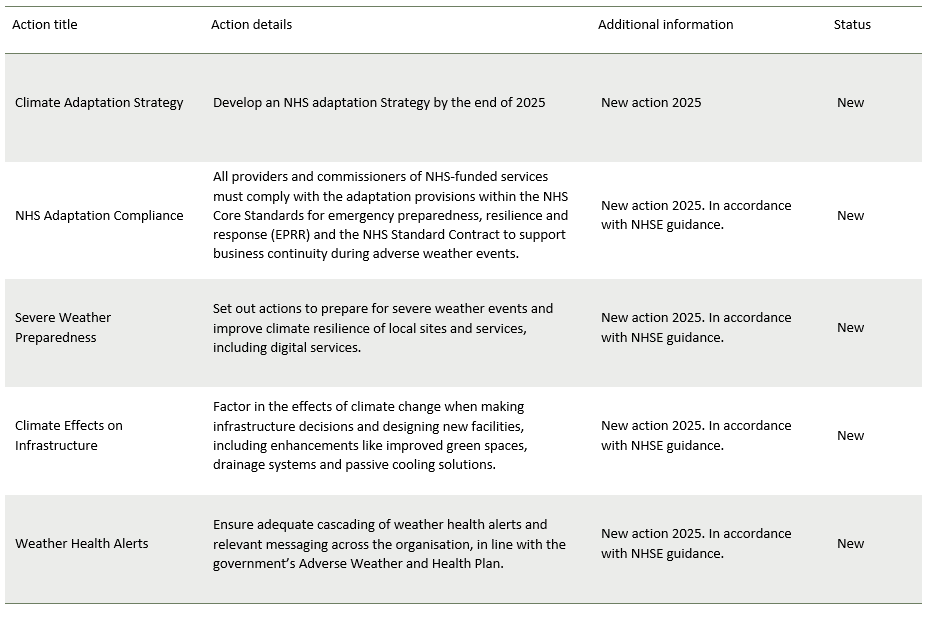 Action title
Action details
Additional information
Status
Climate Adaptation Strategy
Develop an NHS adaptation Strategy by the end of 2025
New action 2025
New
NHS Adaptation Compliance
All providers and commissioners of NHS-funded services
must comply with the adaptation provisions within the NHS
Core Standards for emergency preparedness, resilience and
response (EPRR) and the NHS Standard Contract to support
business continuity during adverse weather events.
New action 2025. In accordance
with NHSE guidance.
New
Severe Weather
Preparedness
Set out actions to prepare for severe weather events and
improve climate resilience of local sites and services,
including digital services.
New action 2025. In accordance
with NHSE guidance.
New
Climate Effects on
Infrastructure
Factor in the effects of climate change when making
infrastructure decisions and designing new facilities,
including enhancements like improved green spaces,
drainage systems and passive cooling solutions.
New action 2025. In accordance
with NHSE guidance.
New
Weather Health Alerts
Ensure adequate cascading of weather health alerts and
relevant messaging across the organisation, in line with the
government’s Adverse Weather and Health Plan.
New action 2025. In accordance
with NHSE guidance.
New